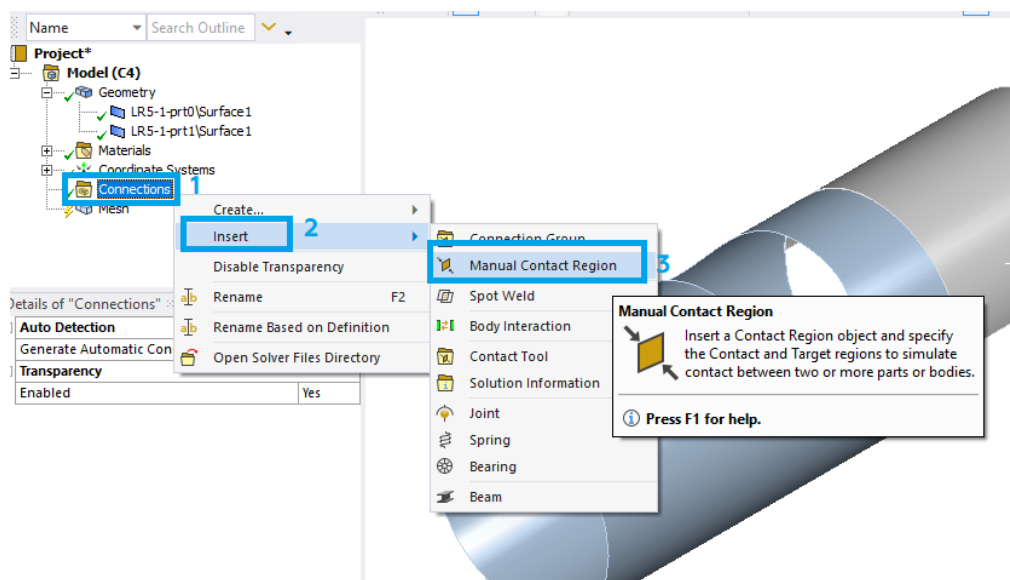 Name
Search Outline
Project*
Model (C4)
Geometry
LR5-1-prt0\Surface1
LR5-1-prt1\Surface1
Materials
Coordinate Systems
Connections
1
Mesh
Create...
Insert
2
Disable Transparency
Rename F2
Rename Based on Definition
Open Solver Files Directory
Connection Group
Manual Contact Region
3
Spot Weld
Body Interaction
Contact Tool
Solution Information
Joint
Spring
Bearing
Beam
Manual Contact Region
Insert a Contact Region object and specify
the Contact and Target regions to simulate
contact between two or more parts or bodies.
Press F1 for help.
Details of "Connections"
Auto Detection
Generate Automatic Con
Transparency
Enabled Yes